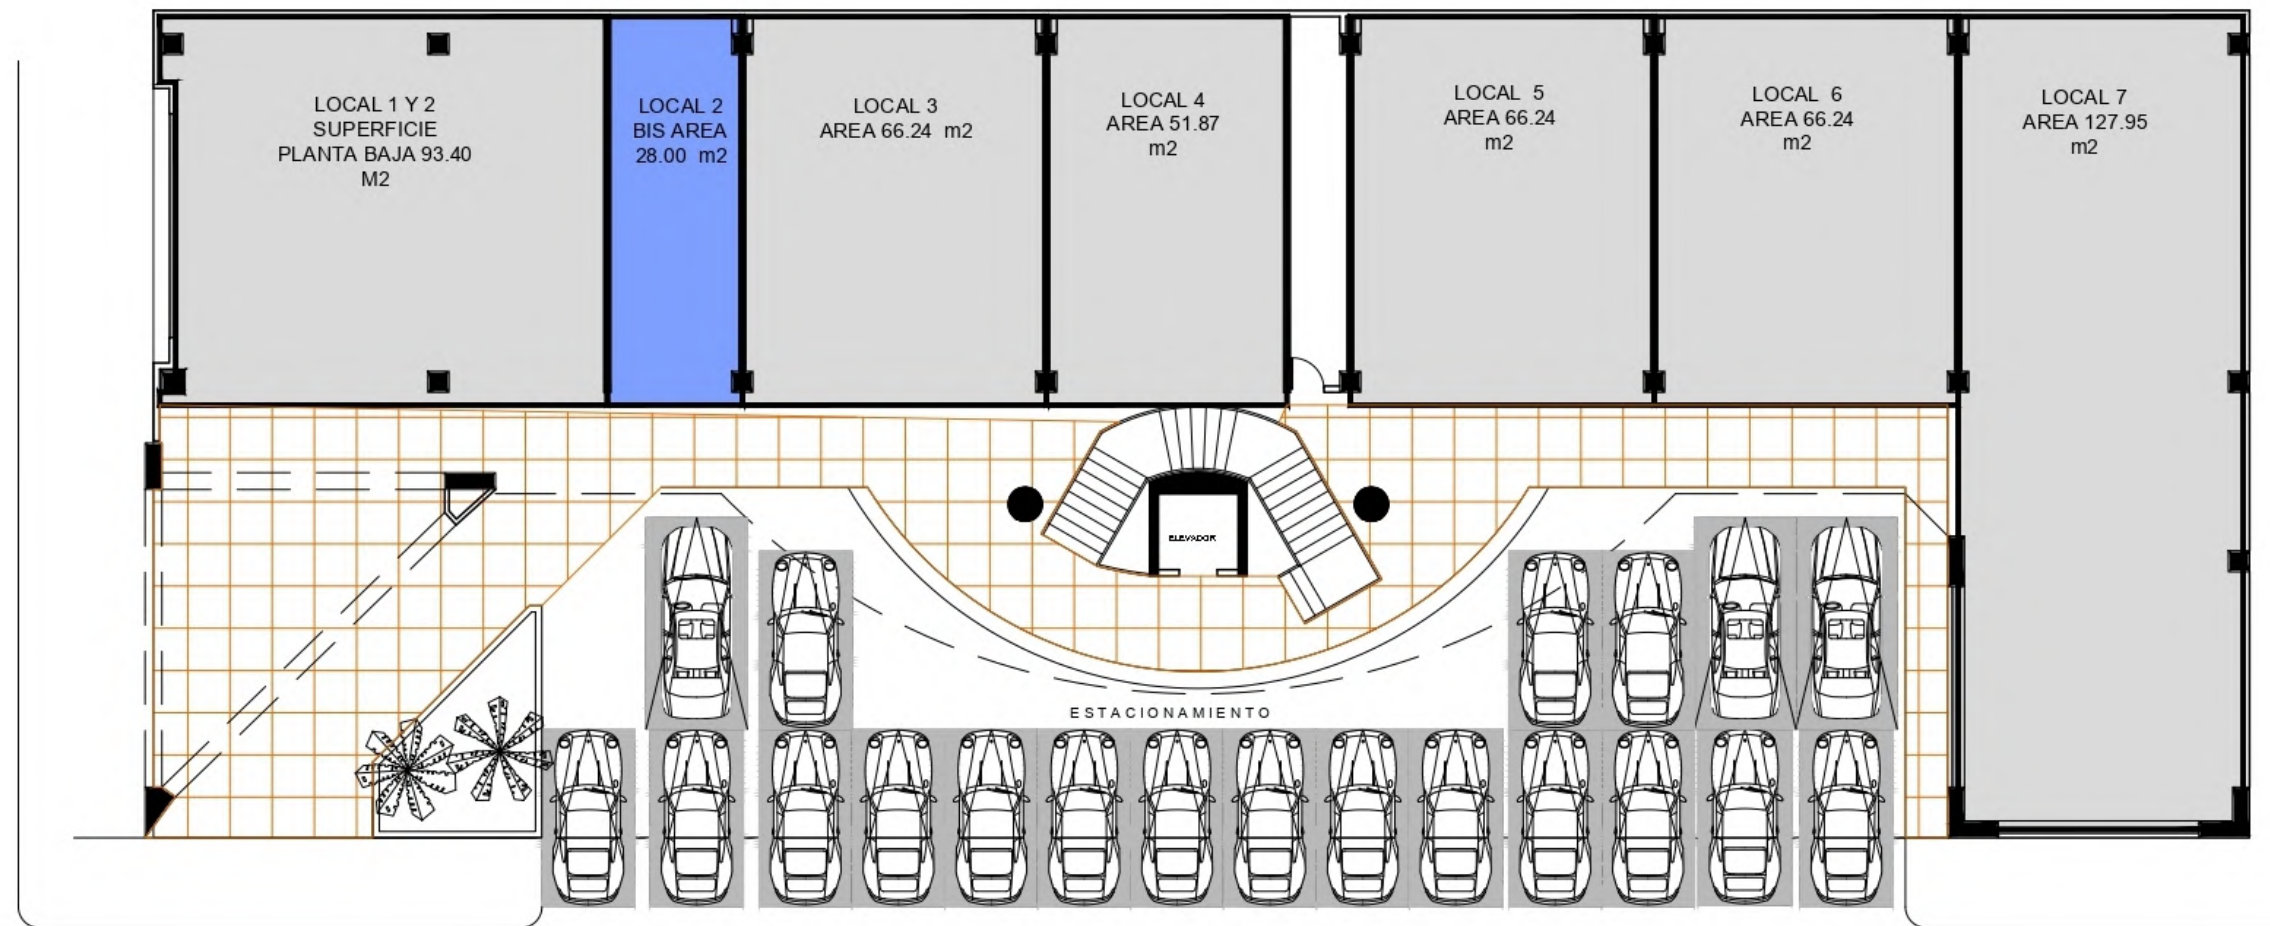 LOCAL 1 Y 2
SUPERFICIE
PLANTA BAJA 93.40
M2
LOCAL 2
BIS AREA
28.00 m2
LOCAL 3
AREA 66.24 m2
LOCAL 4
AREA 51.87
m2
LOCAL 5
AREA 66.24
m2
LOCAL 6
AREA 66.24
m2
LOCAL 7
AREA 127.95
m2
ELEVADOR
ESTACIONAMIENTO